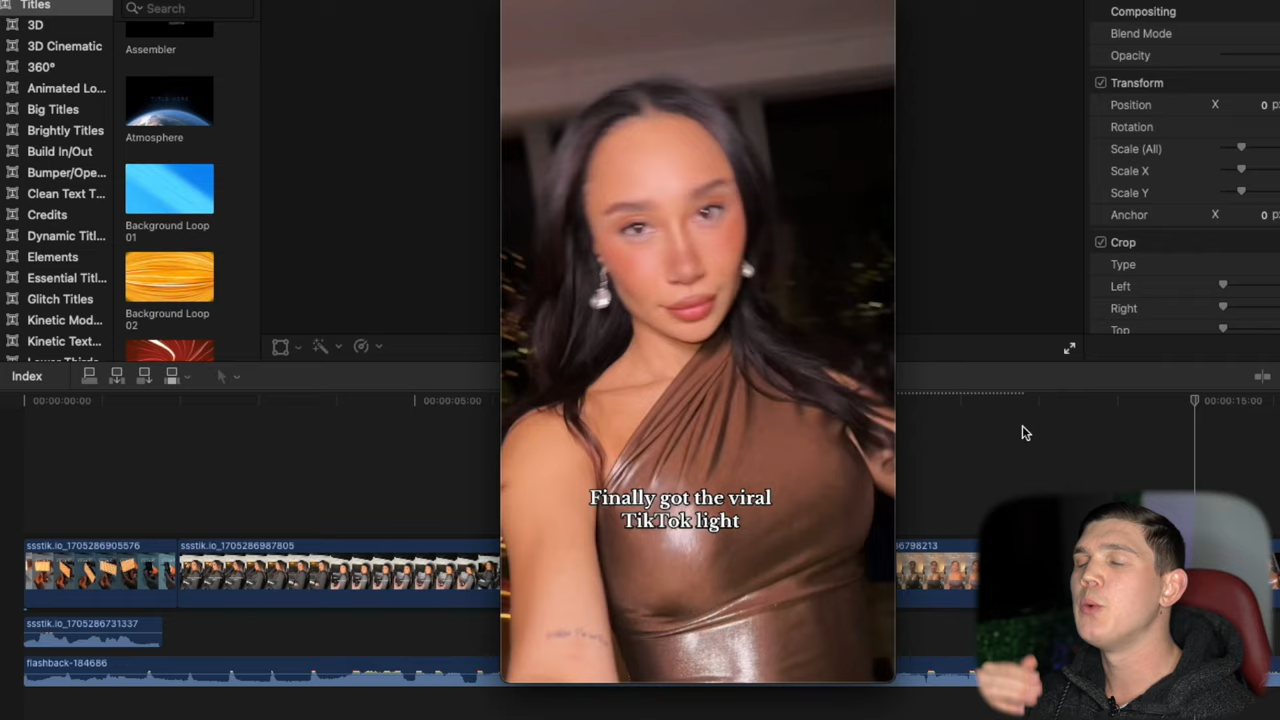 Titles
3D
3D Cinematic
360°
Animated Lo...
Big Titles
Brightly Titles
Build In/Out
Bumper/Ope...
Clean Text T...
Credits
Dynamic Titl...
Elements
Essential Titl...
Glitch Titles
Kinetic Mod...
Kinetic Text...
Lower Thirds
Search
Assembler
Atmosphere
Background Loop
01
Background Loop
02
Compositing
Blend Mode
Opacity
Transform
Position X 0 p
Rotation
Scale (All)
Scale X
Scale Y
Anchor X 0 p
Crop
Type
Left
Right
Top
Index
00:00:00:00
00:00:05:00
00:00:15:00
Finally got the viral
TikTok light
ssstik.io_1705286905576
ssstik.io_1705286987805
86798213
ssstik.io_1705286731337
flashback-184686